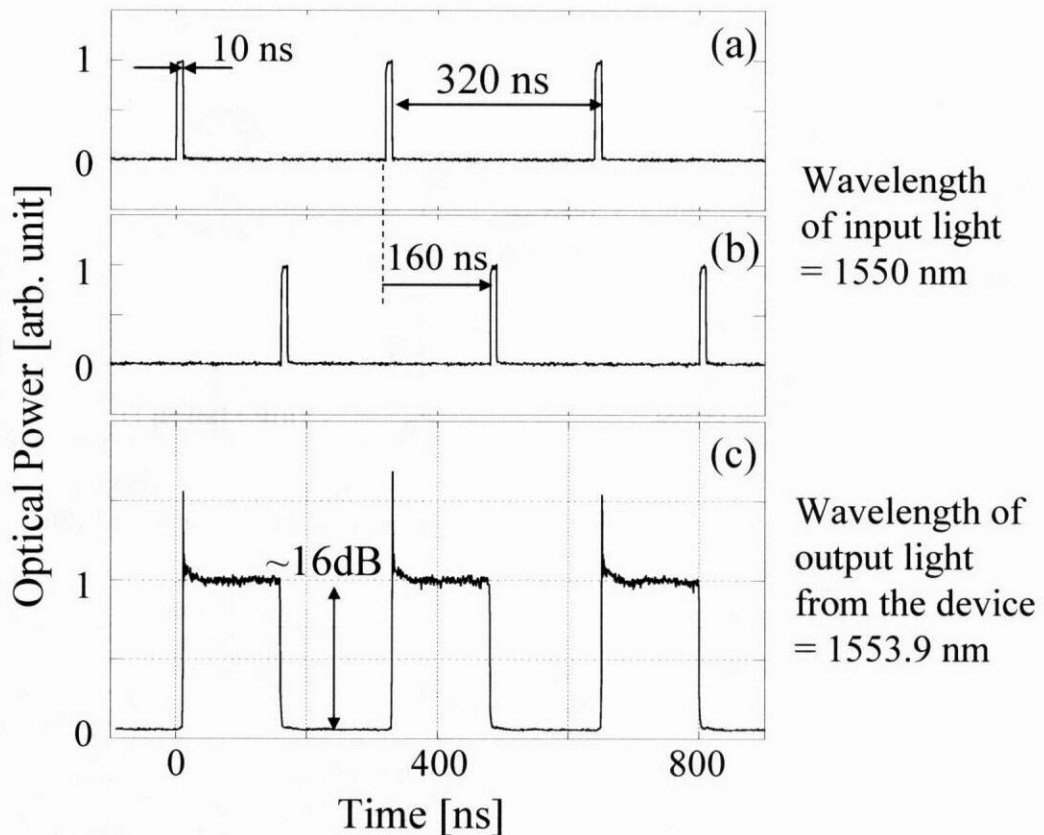 Optical Power [arb. unit]
1
0
10 ns
320 ns
(a)
1
0
160 ns
(b)
1
0
~16dB
(c)
0
400
800
Time [ns]
Wavelength
of input light
= 1550 nm
Wavelength of
output light
from the device
= 1553.9 nm